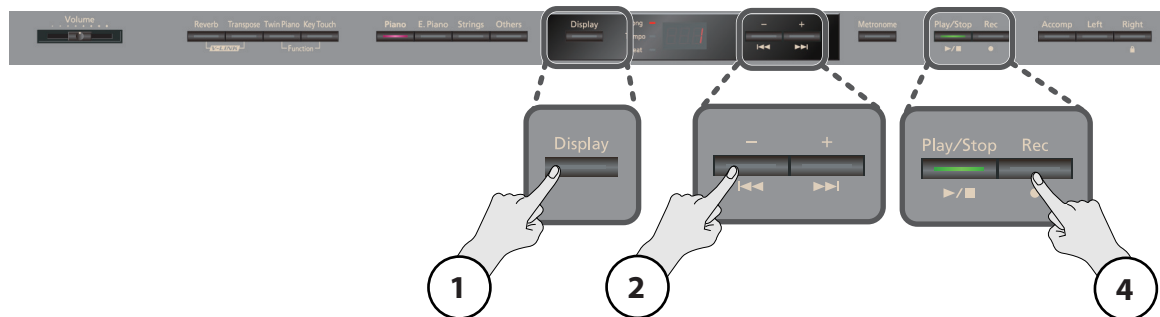 Volume
Reverb Transpose Twin Piano Key Touch
Function
Piano E. Piano Strings Others
Display
- +
Metronome
Play/Stop Rec
Accomp Left Right
1
Display
- +
Play/Stop Rec
1
2
4